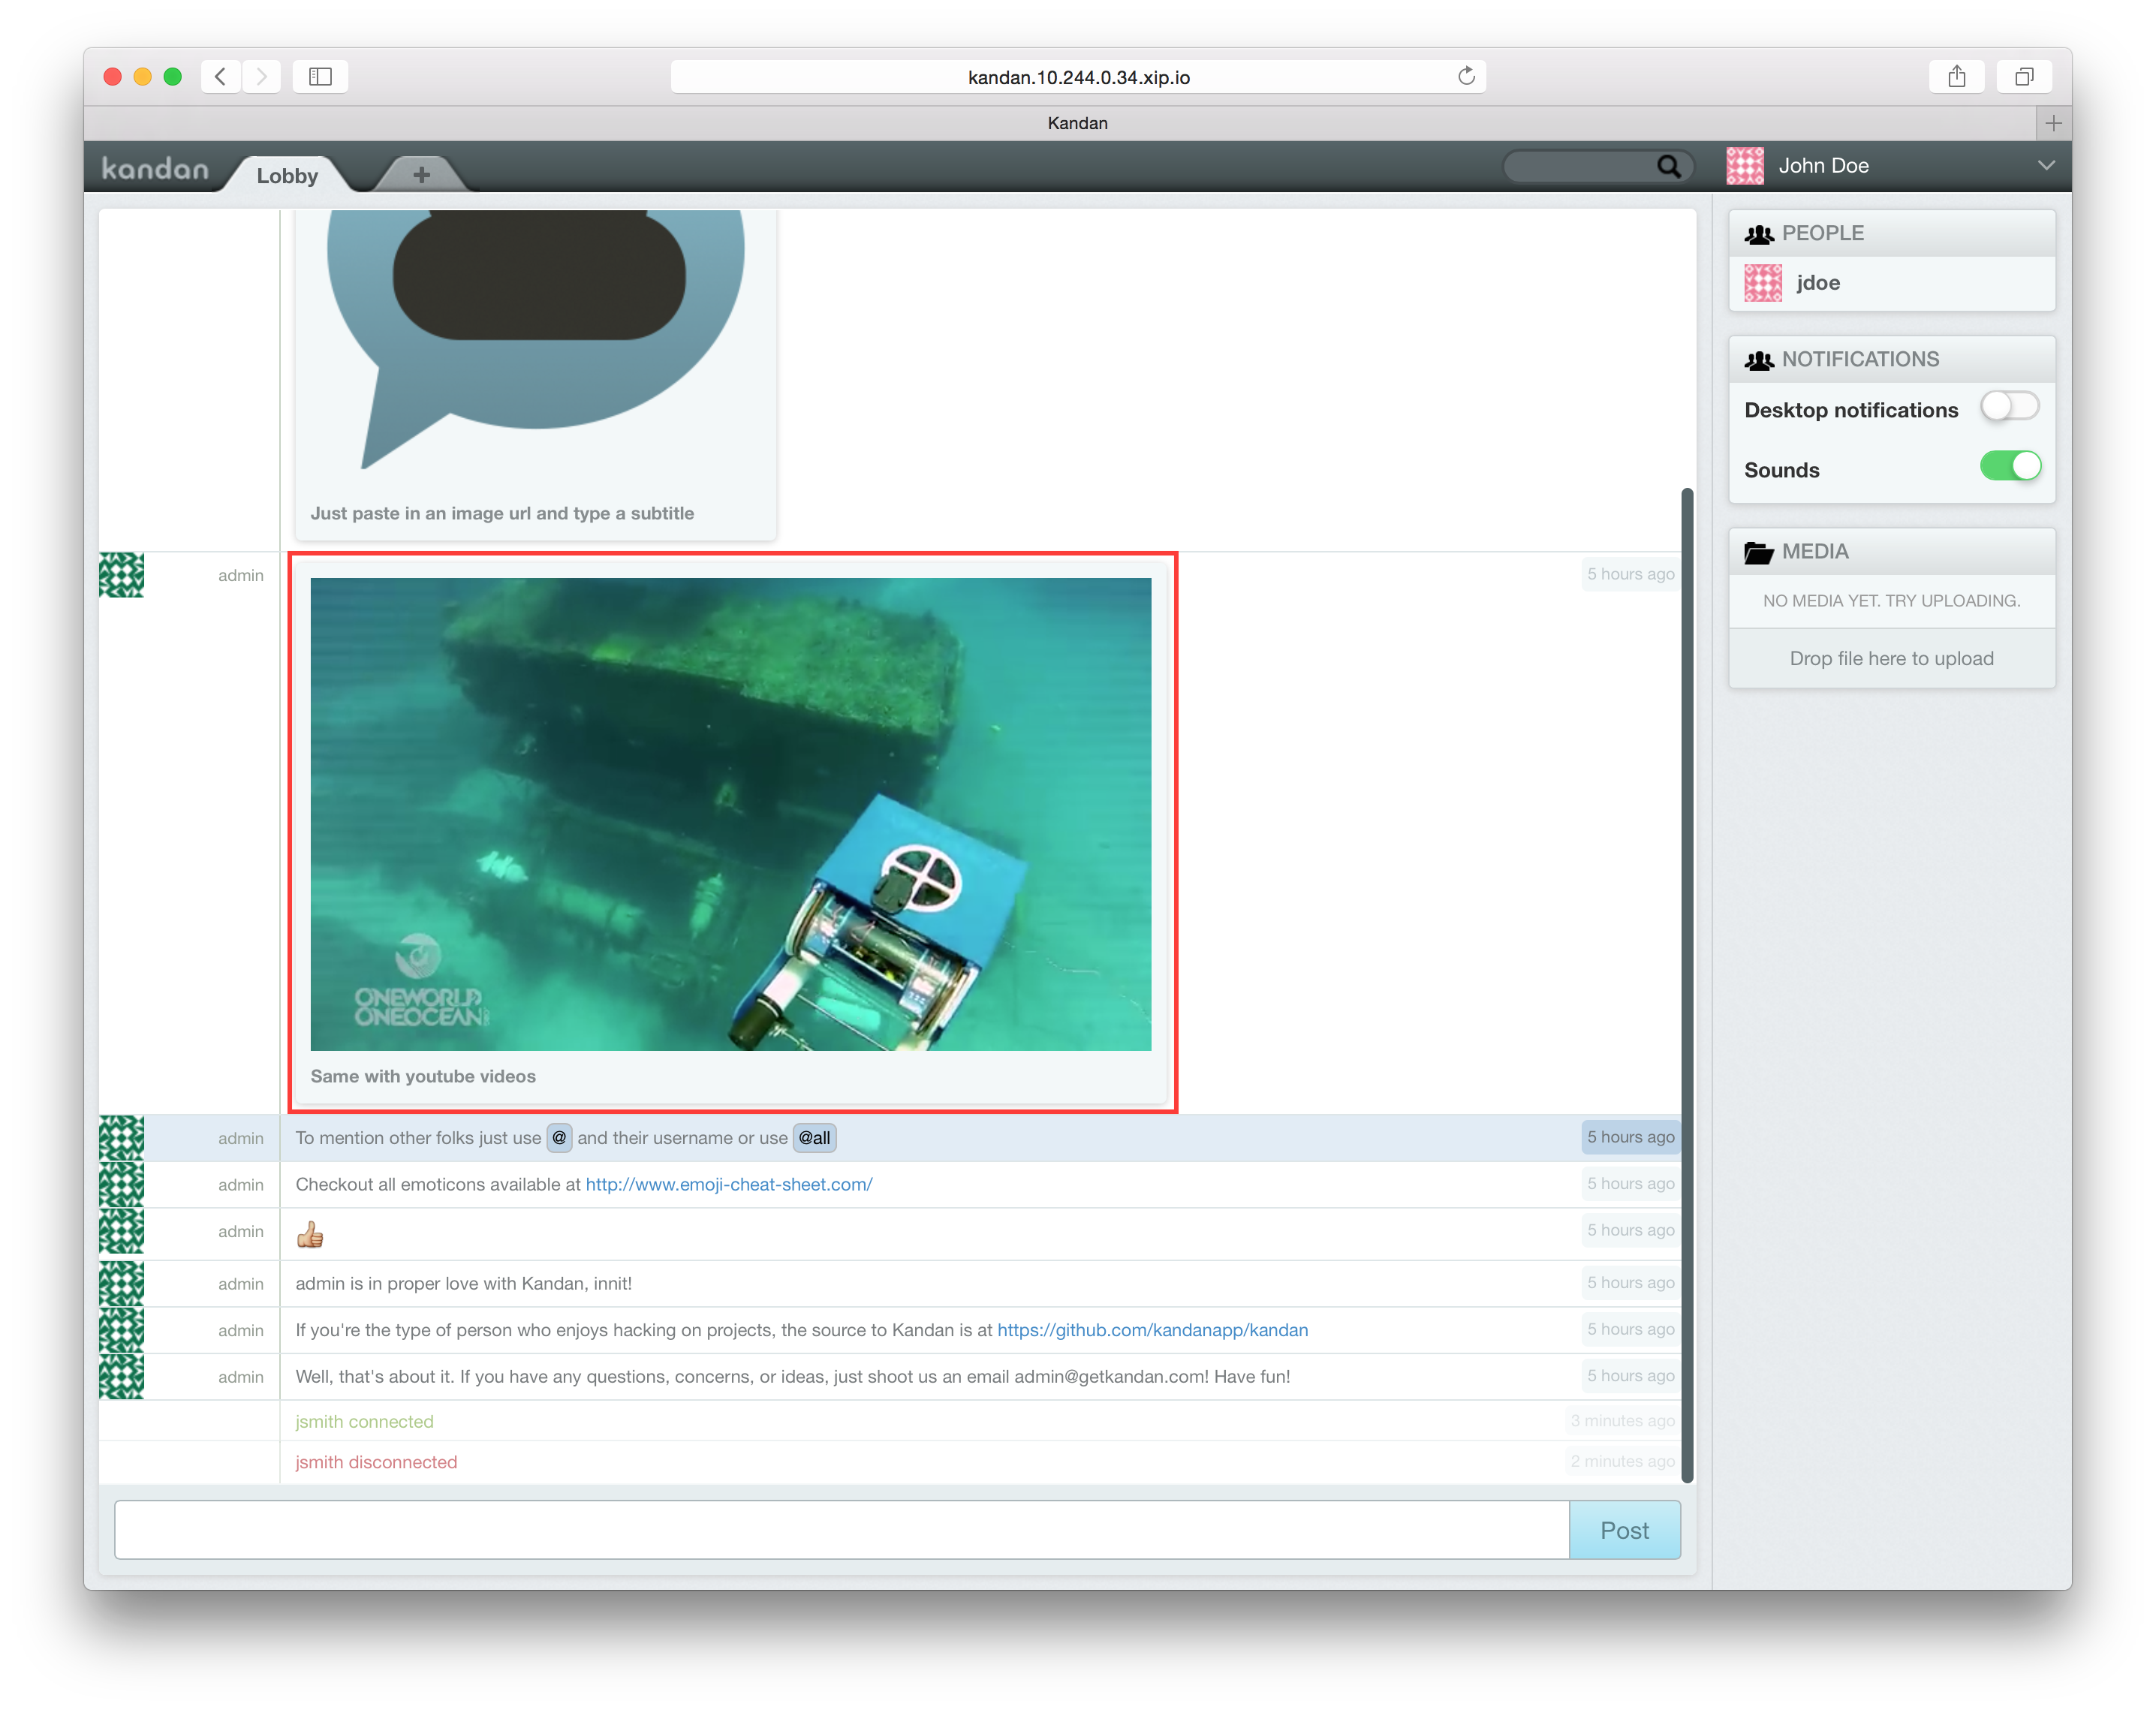 kandan.10.244.0.34.xip.io
Kandan
kandan
Lobby
John Doe
Just paste in an image url and type a subtitle
admin
5 hours ago
ONEWORLD
ONEOCEAN
Same with youtube videos
admin To mention other folks just use @ and their username or use @all 5 hours ago
admin Checkout all emoticons available at http://www.emoji-cheat-sheet.com/ 5 hours ago
admin 👍 5 hours ago
admin admin is in proper love with Kandan, innit! 5 hours ago
admin If you're the type of person who enjoys hacking on projects, the source to Kandan is at https://github.com/kandanapp/kandan 5 hours ago
admin Well, that's about it. If you have any questions, concerns, or ideas, just shoot us an email admin@getkandan.com! Have fun! 5 hours ago
jsmith connected 3 minutes ago
jsmith disconnected 2 minutes ago
Post
PEOPLE
jdoe
NOTIFICATIONS
Desktop notifications
Sounds
MEDIA
NO MEDIA YET. TRY UPLOADING.
Drop file here to upload